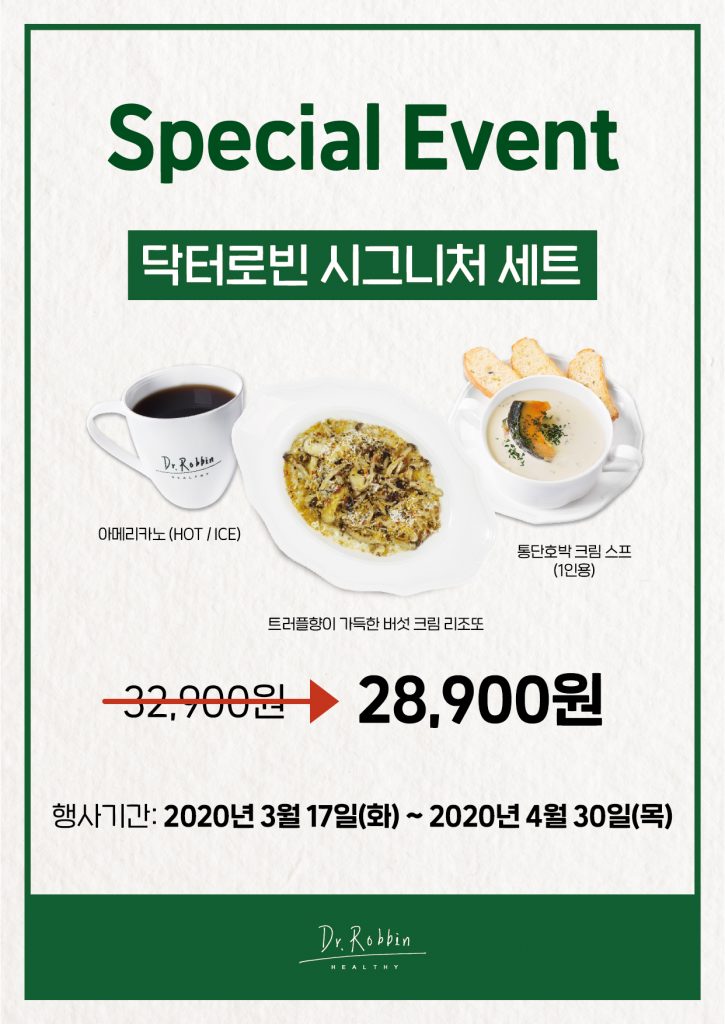 Special Event
닥터로빈 시그니처 세트
Dr.Robbin
HEALTHY
아메리카노 (HOT / ICE)
통단호박 크림 스프
(1인용)
트러플향이 가득한 버섯 크림 리조또
32,900원 28,900원
행사기간: 2020년 3월 17일(화) ~ 2020년 4월 30일(목)
Dr.Robbin
HEALTHY